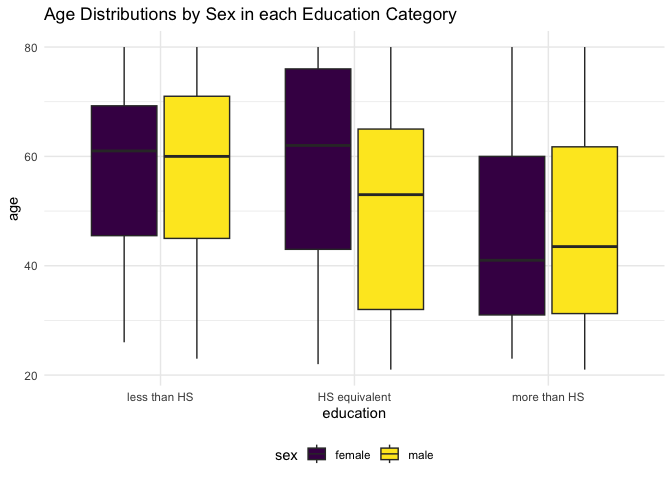 Age Distributions by Sex in each Education Category
80
60
40
20
age
less than HS
HS equivalent
more than HS
education
sex
female
male